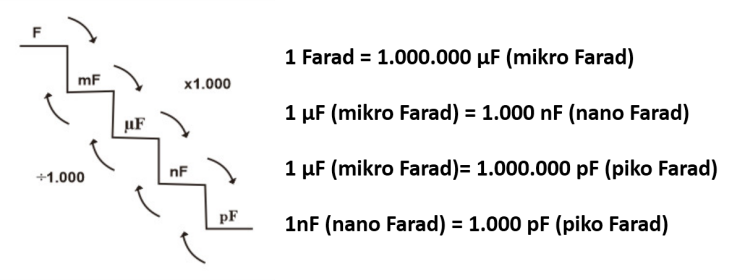 F
mF
x1.000
µF
÷1.000
nF
pF
1 Farad = 1.000.000 µF (mikro Farad)
1 µF (mikro Farad) = 1.000 nF (nano Farad)
1 µF (mikro Farad)= 1.000.000 pF (piko Farad)
1nF (nano Farad) = 1.000 pF (piko Farad)